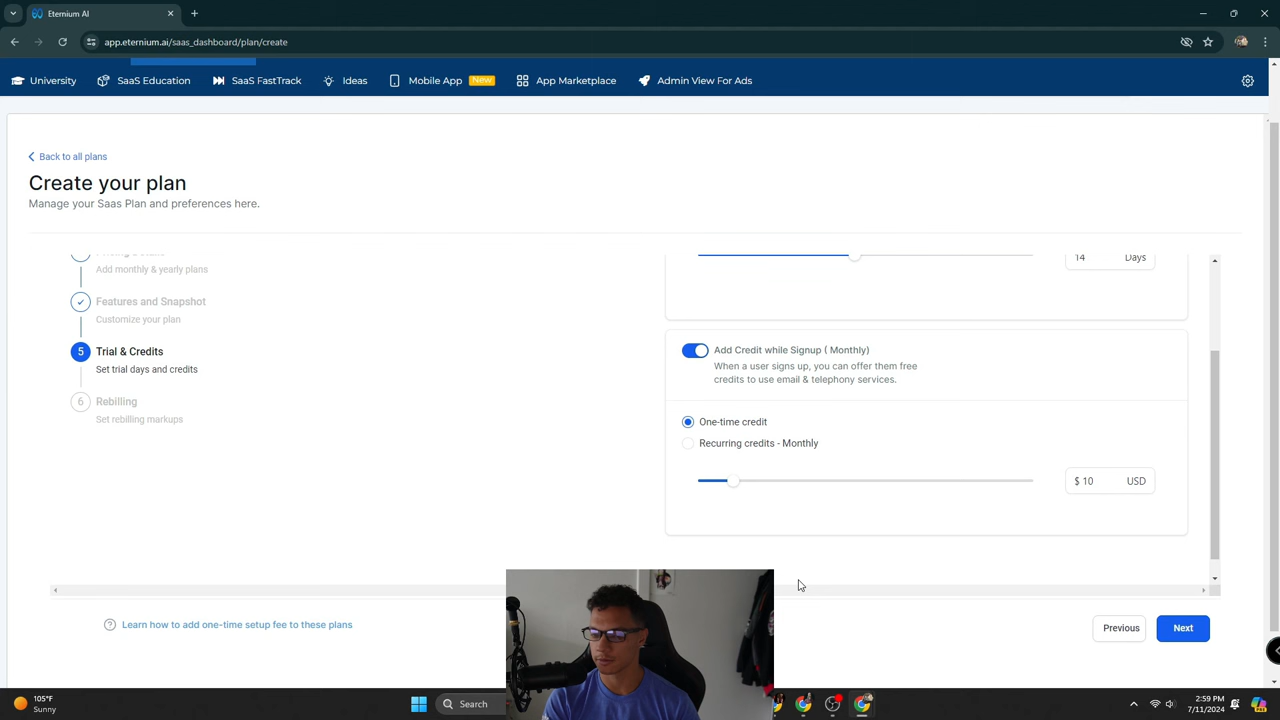 Eternium AI
app.eternium.ai/saas_dashboard/plan/create
University
SaaS Education
SaaS FastTrack
Ideas
Mobile App New
App Marketplace
Admin View For Ads
Back to all plans
Create your plan
Manage your Saas Plan and preferences here.
Add monthly & yearly plans
Features and Snapshot
Customize your plan
5 Trial & Credits
Set trial days and credits
6 Rebilling
Set rebilling markups
14 Days
Add Credit while Signup ( Monthly)
When a user signs up, you can offer them free
credits to use email & telephony services.
One-time credit
Recurring credits - Monthly
$ 10 USD
Learn how to add one-time setup fee to these plans
Previous
Next
105°F
Sunny
Search
2:59 PM
7/11/2024